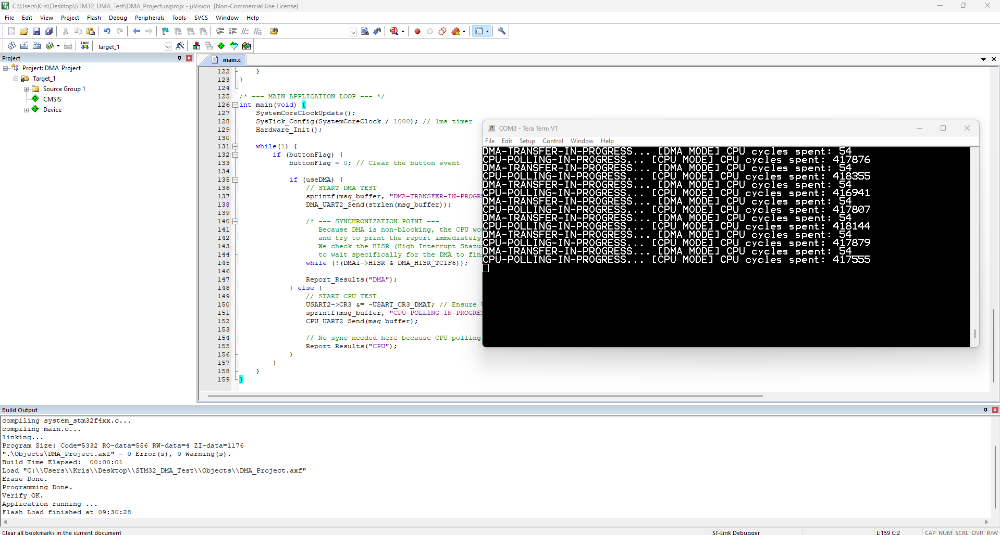 C:\Users\Kris\Desktop\STM32_DMA_Test\DMA_Project.uvprojx - µVision [Non-Commercial Use License]
File Edit View Project Flash Debug Peripherals Tools SVCS Window Help
LOAD Target_1
Project
Project: DMA_Project
Target_1
Source Group 1
CMSIS
Device
main.c
122 }
123 }
124
125 /* --- MAIN APPLICATION LOOP --- */
126 int main(void) {
127 SystemCoreClockUpdate();
128 SysTick_Config(SystemCoreClock / 1000); // 1ms timer
129 Hardware_Init();
130
131 while(1) {
132 if (buttonFlag) {
133 buttonFlag = 0; // Clear the button event
134
135 if (useDMA) {
136 // START DMA TEST
137 sprintf(msg_buffer, "DMA-TRANSFER-IN-PROGR
138 DMA_UART2_Send(strlen(msg_buffer));
139
140 /* --- SYNCHRONIZATION POINT ---
141 Because DMA is non-blocking, the CPU wo
142 and try to print the report immediately
143 We check the HISR (High Interrupt Statu
144 to wait specifically for the DMA to fin
145 while (!(DMA1->HISR & DMA_HISR_TCIF6));
146
147 Report_Results("DMA");
148 } else {
149 // START CPU TEST
150 USART2->CR3 &= ~USART_CR3_DMAT; // Ensure
151 sprintf(msg_buffer, "CPU-POLLING-IN-PROGRE
152 CPU_UART2_Send(msg_buffer);
153
154 // No sync needed here because CPU polling
155 Report_Results("CPU");
156 }
157 }
158 }
159 }
VT COM3 - Tera Term VT
File Edit Setup Control Window Help
DMA-TRANSFER-IN-PROGRESS... [DMA MODE] CPU cycles spent: 54
CPU-POLLING-IN-PROGRESS... [CPU MODE] CPU cycles spent: 417876
DMA-TRANSFER-IN-PROGRESS... [DMA MODE] CPU cycles spent: 54
CPU-POLLING-IN-PROGRESS... [CPU MODE] CPU cycles spent: 418355
DMA-TRANSFER-IN-PROGRESS... [DMA MODE] CPU cycles spent: 54
CPU-POLLING-IN-PROGRESS... [CPU MODE] CPU cycles spent: 416941
DMA-TRANSFER-IN-PROGRESS... [DMA MODE] CPU cycles spent: 54
CPU-POLLING-IN-PROGRESS... [CPU MODE] CPU cycles spent: 417807
DMA-TRANSFER-IN-PROGRESS... [DMA MODE] CPU cycles spent: 54
CPU-POLLING-IN-PROGRESS... [CPU MODE] CPU cycles spent: 418144
DMA-TRANSFER-IN-PROGRESS... [DMA MODE] CPU cycles spent: 54
CPU-POLLING-IN-PROGRESS... [CPU MODE] CPU cycles spent: 417879
DMA-TRANSFER-IN-PROGRESS... [DMA MODE] CPU cycles spent: 54
CPU-POLLING-IN-PROGRESS... [CPU MODE] CPU cycles spent: 417555
Build Output
compiling system_stm32f4xx.c...
compiling main.c...
linking...
Program Size: Code=5332 RO-data=556 RW-data=4 ZI-data=1176
".\Objects\DMA_Project.axf" - 0 Error(s), 0 Warning(s).
Build Time Elapsed: 00:00:01
Load "C:\\Users\\Kris\\Desktop\\STM32_DMA_Test\\Objects\\DMA_Project.axf"
Erase Done.
Programming Done.
Verify OK.
Application running ...
Flash Load finished at 09:30:28
Clear all bookmarks in the current document ST-Link Debugger L:159 C:2 CAP NUM SCRL OVR R/W